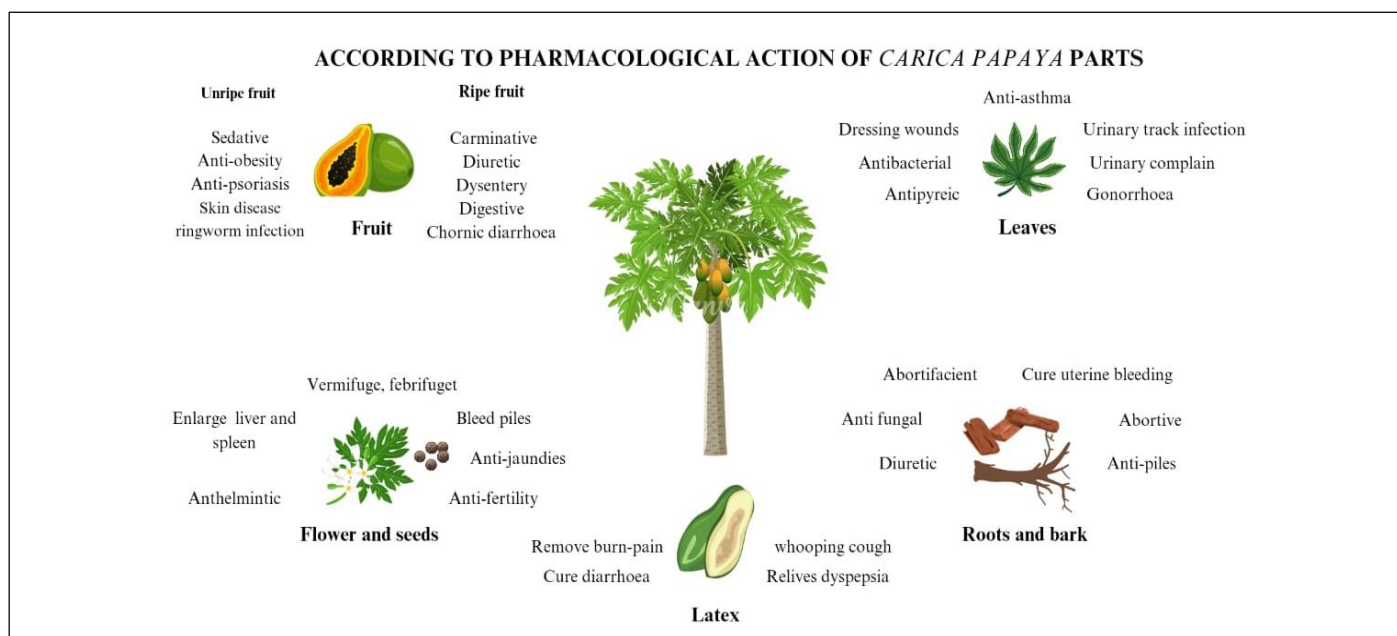 ACCORDING TO PHARMACOLOGICAL ACTION OF CARICA PAPAYA PARTS
Unripe fruit
Sedative
Anti-obesity
Anti-psoriasis
Skin disease
ringworm infection
Ripe fruit
Carminative
Diuretic
Dysentery
Digestive
Chornic diarrhoea
Fruit
Anti-asthma
Dressing wounds
Antibacterial
Antipyreic
Urinary track infection
Urinary complain
Gonorrhoea
Leaves
Vermifuge, febrifuget
Enlarge liver and
spleen
Anthelmintic
Bleed piles
Anti-jaundies
Anti-fertility
Flower and seeds
Remove burn-pain
Cure diarrhoea
whooping cough
Relives dyspepsia
Latex
Abortifacient
Cure uterine bleeding
Anti fungal
Diuretic
Abortive
Anti-piles
Roots and bark